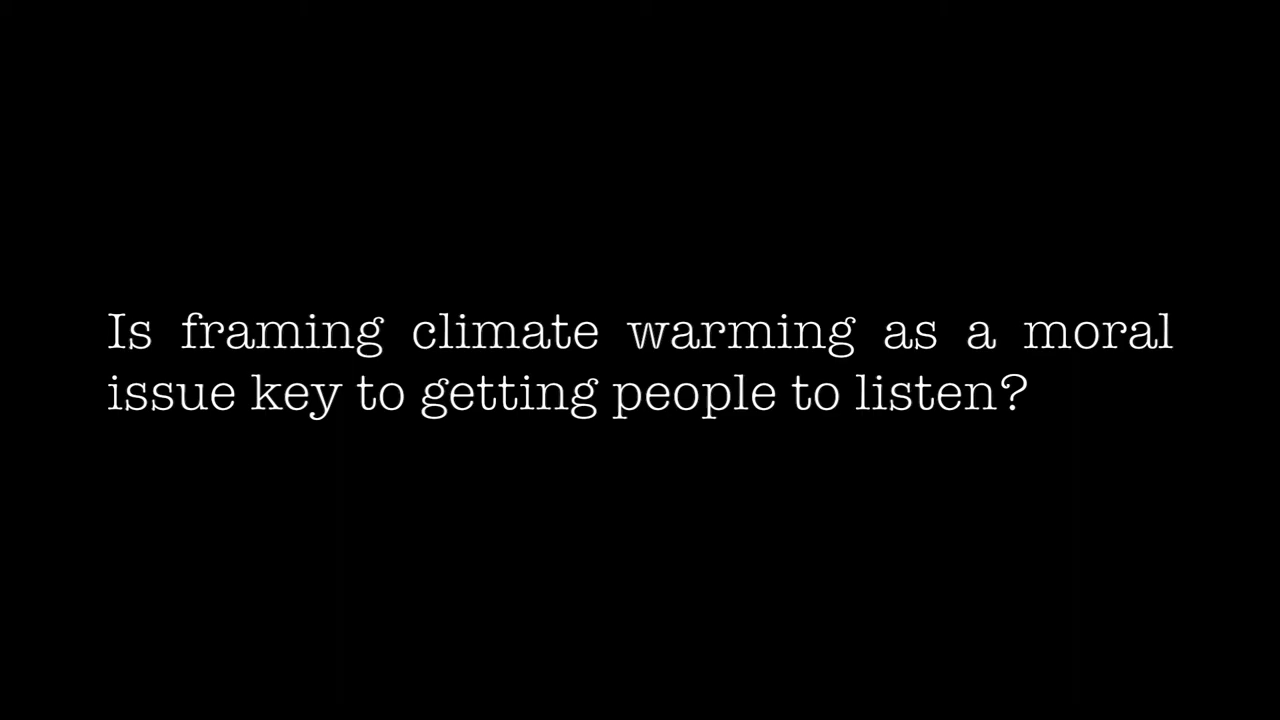 Is framing climate warming as a moral
issue key to getting people to listen?